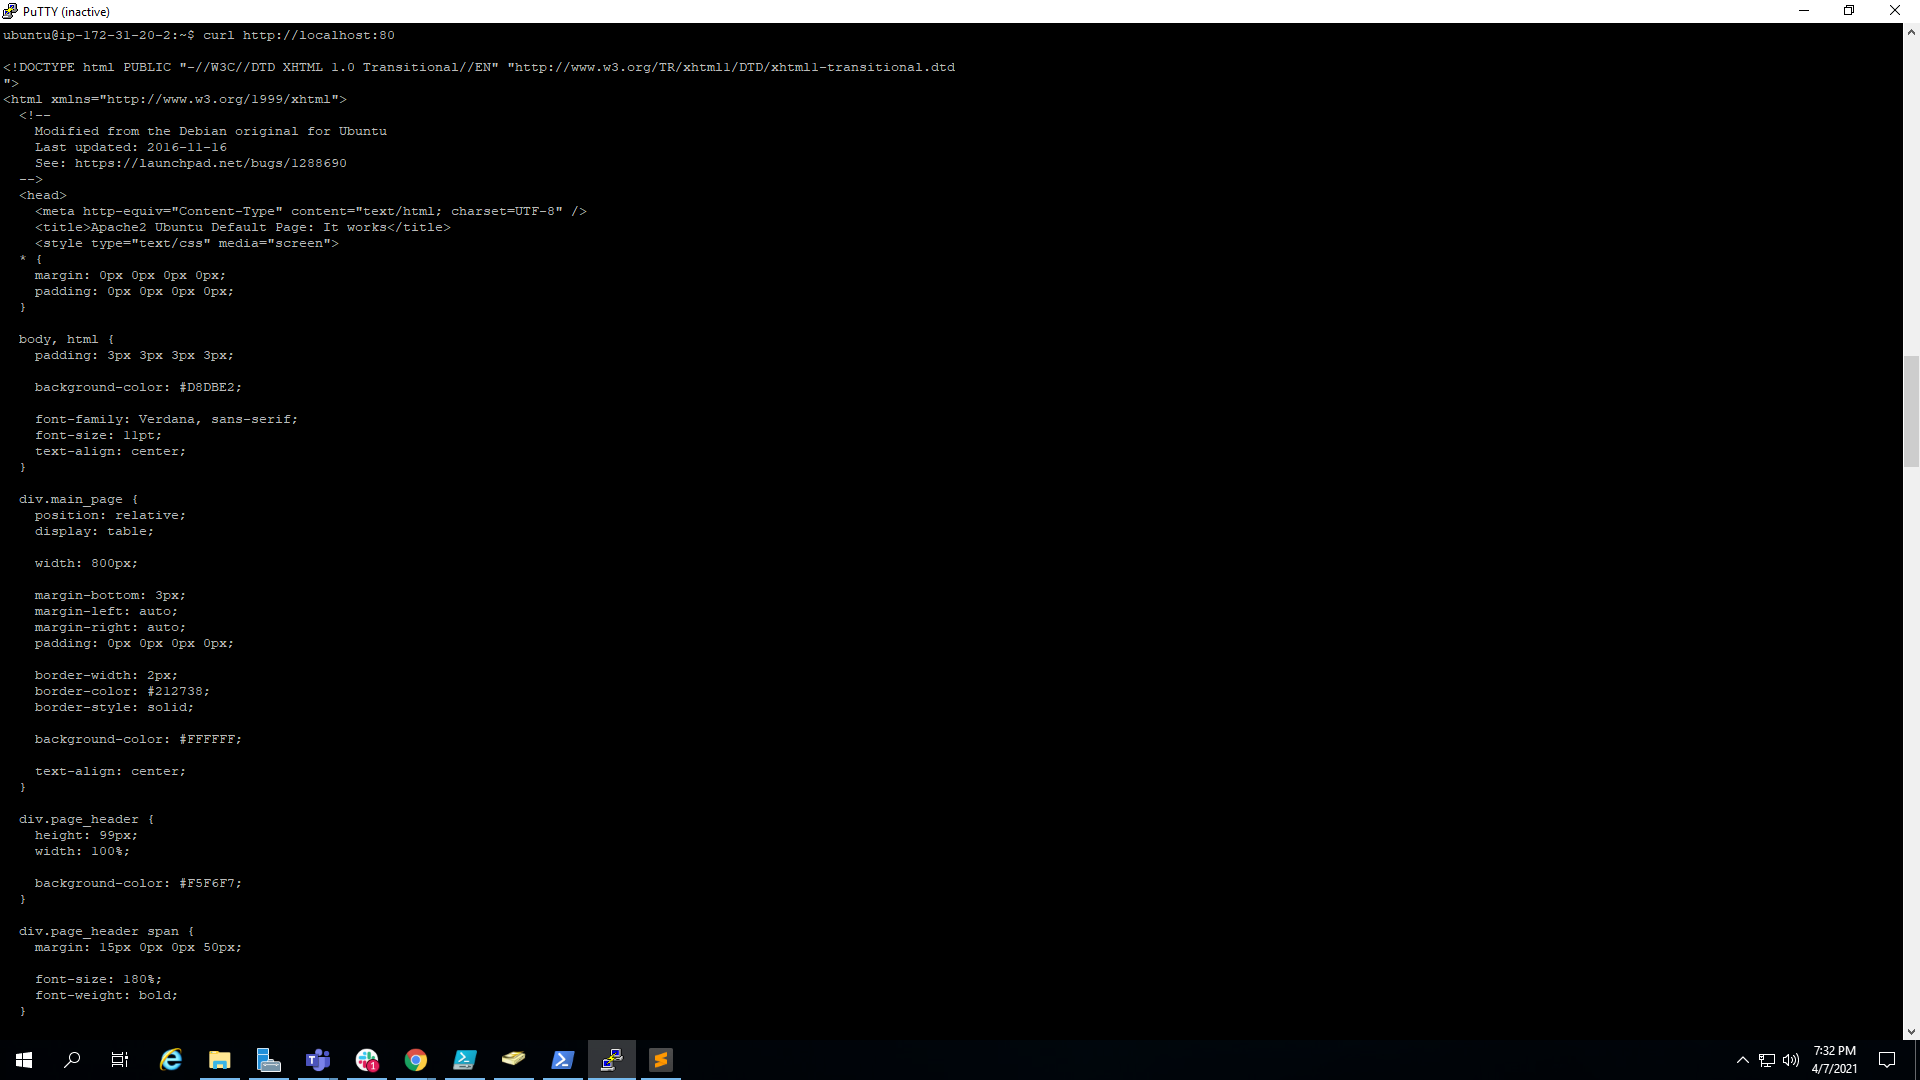 PuTTY (inactive)
ubuntu@ip-172-31-20-2:~$ curl http://localhost:80
<!DOCTYPE html PUBLIC "-//W3C//DTD XHTML 1.0 Transitional//EN" "http://www.w3.org/TR/xhtml1/DTD/xhtml1-transitional.dtd
">
<html xmlns="http://www.w3.org/1999/xhtml">
  <!--
    Modified from the Debian original for Ubuntu
    Last updated: 2016-11-16
    See: https://launchpad.net/bugs/1288690
  -->
  <head>
    <meta http-equiv="Content-Type" content="text/html; charset=UTF-8" />
    <title>Apache2 Ubuntu Default Page: It works</title>
    <style type="text/css" media="screen">
  * {
    margin: 0px 0px 0px 0px;
    padding: 0px 0px 0px 0px;
  }
  body, html {
    padding: 3px 3px 3px 3px;
    background-color: #D8DBE2;
    font-family: Verdana, sans-serif;
    font-size: 11pt;
    text-align: center;
  }
  div.main_page {
    position: relative;
    display: table;
    width: 800px;
    margin-bottom: 3px;
    margin-left: auto;
    margin-right: auto;
    padding: 0px 0px 0px 0px;
    border-width: 2px;
    border-color: #212738;
    border-style: solid;
    background-color: #FFFFFF;
    text-align: center;
  }
  div.page_header {
    height: 99px;
    width: 100%;
    background-color: #F5F6F7;
  }
  div.page_header span {
    margin: 15px 0px 0px 50px;
    font-size: 180%;
    font-weight: bold;
  }
1
7:32 PM
4/7/2021